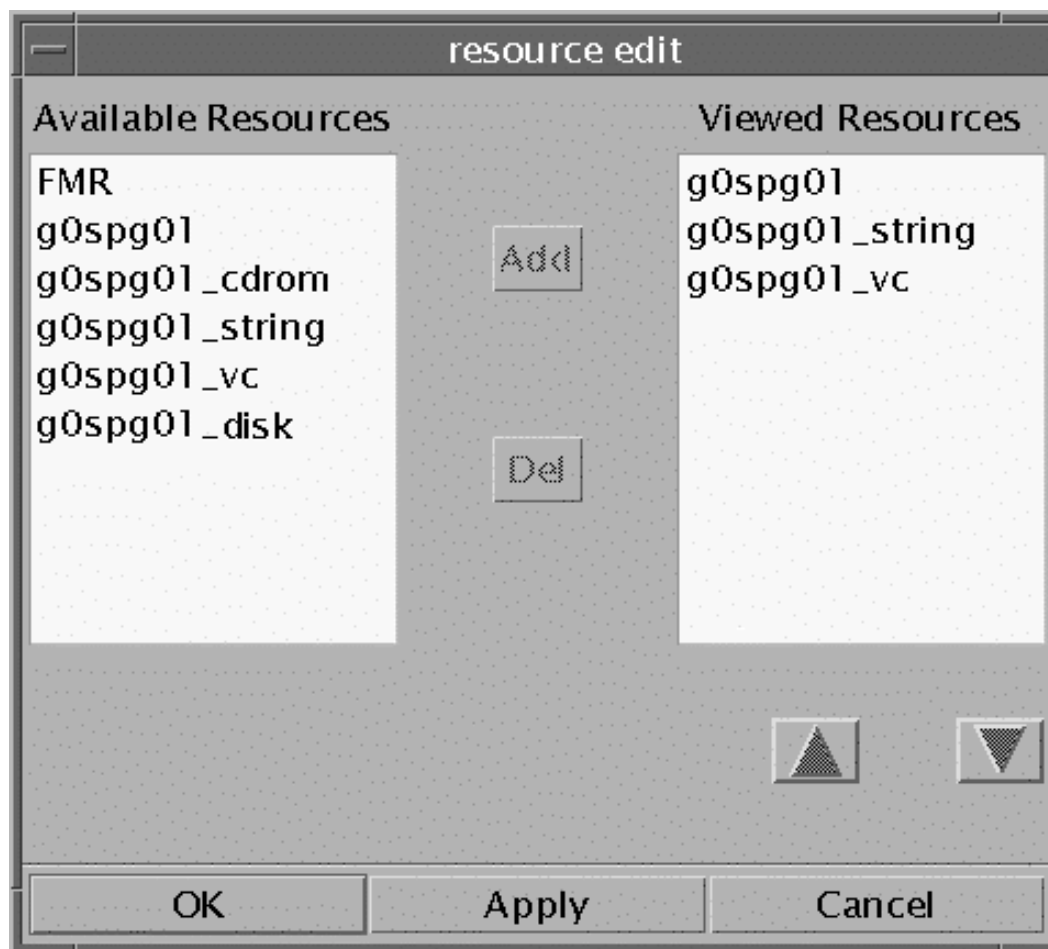 resource edit
Available Resources
FMR
g0spg01
g0spg01_cdrom
g0spg01_string
g0spg01_vc
g0spg01_disk
Add
Del
Viewed Resources
g0spg01
g0spg01_string
g0spg01_vc
OK
Apply
Cancel